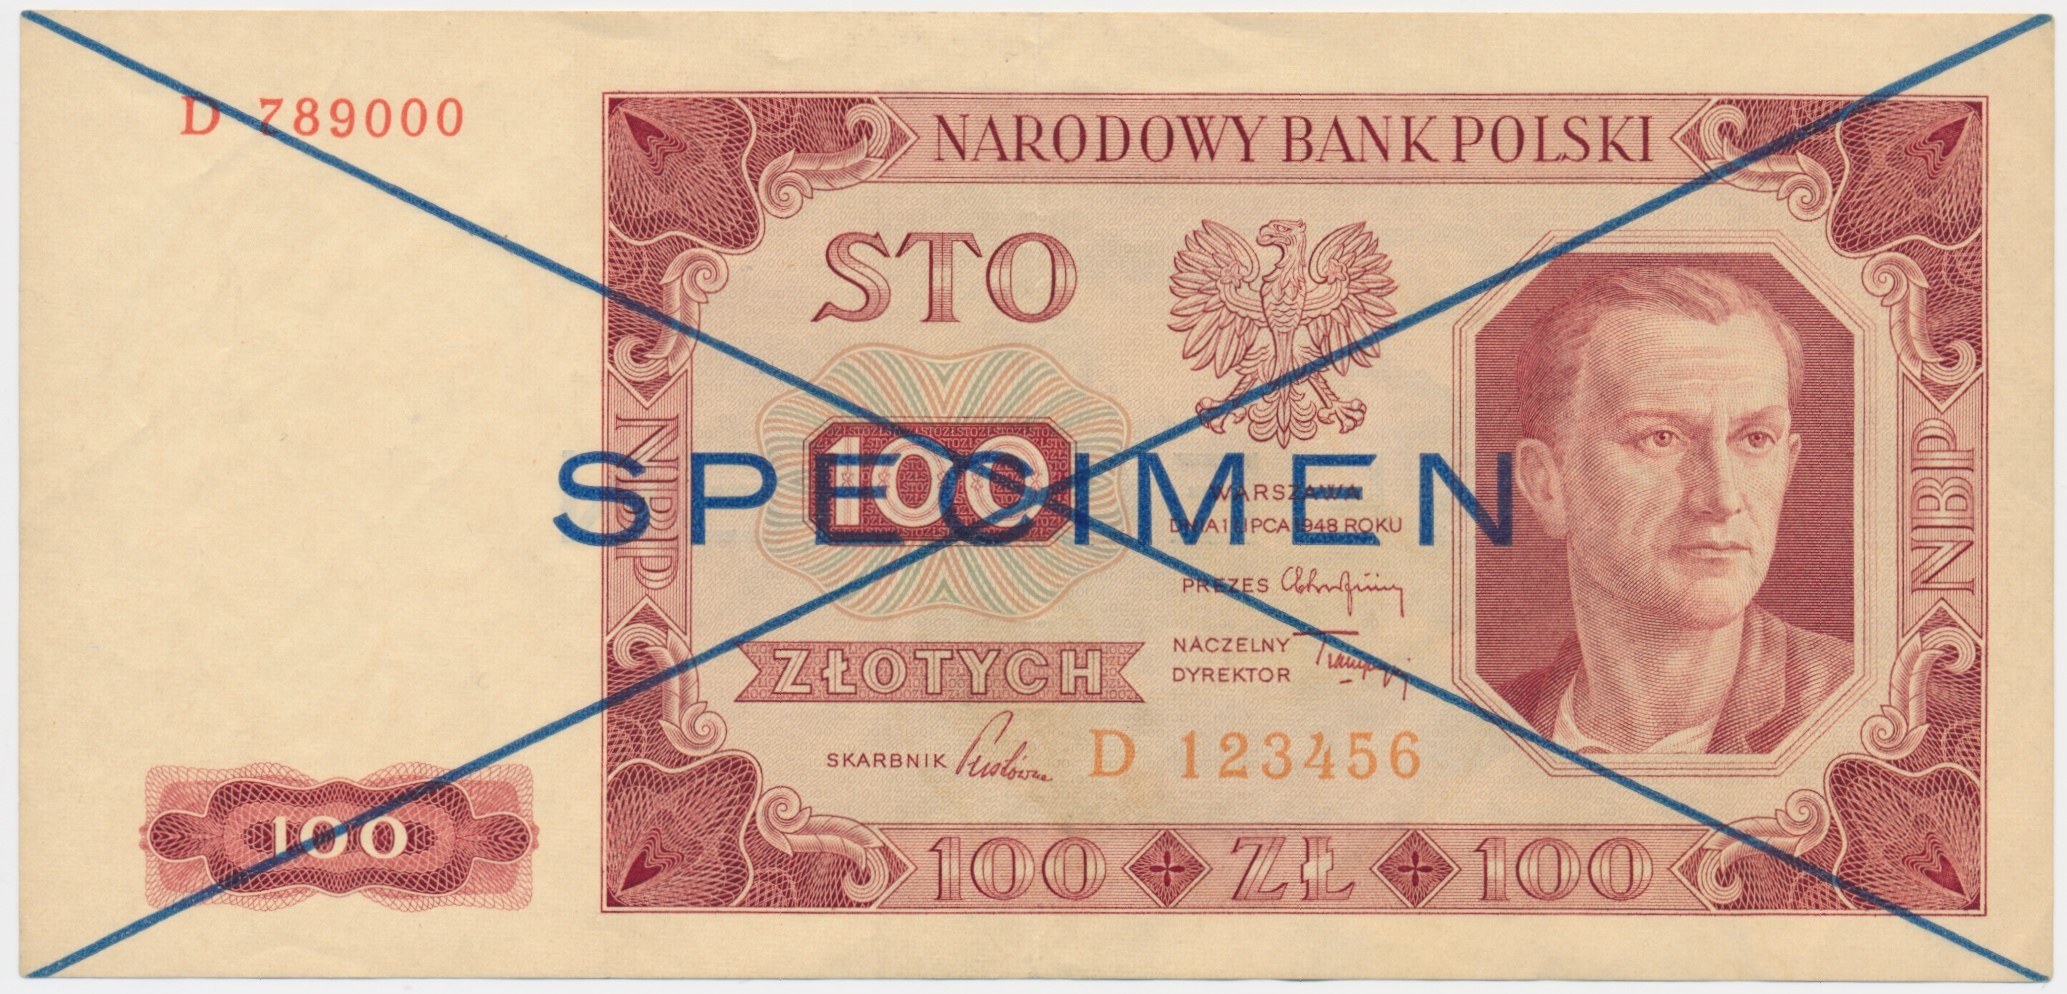 D 789000
NARODOWY BANK POLSKI
STO
100
SPECIMEN
NBP
NBP
WARSZAWA
DNIA 1 LIPCA 1948 ROKU
PREZES
ZŁOTYCH
NACZELNY
DYREKTOR
SKARBNIK
D 123456
100
100 ZŁ 100